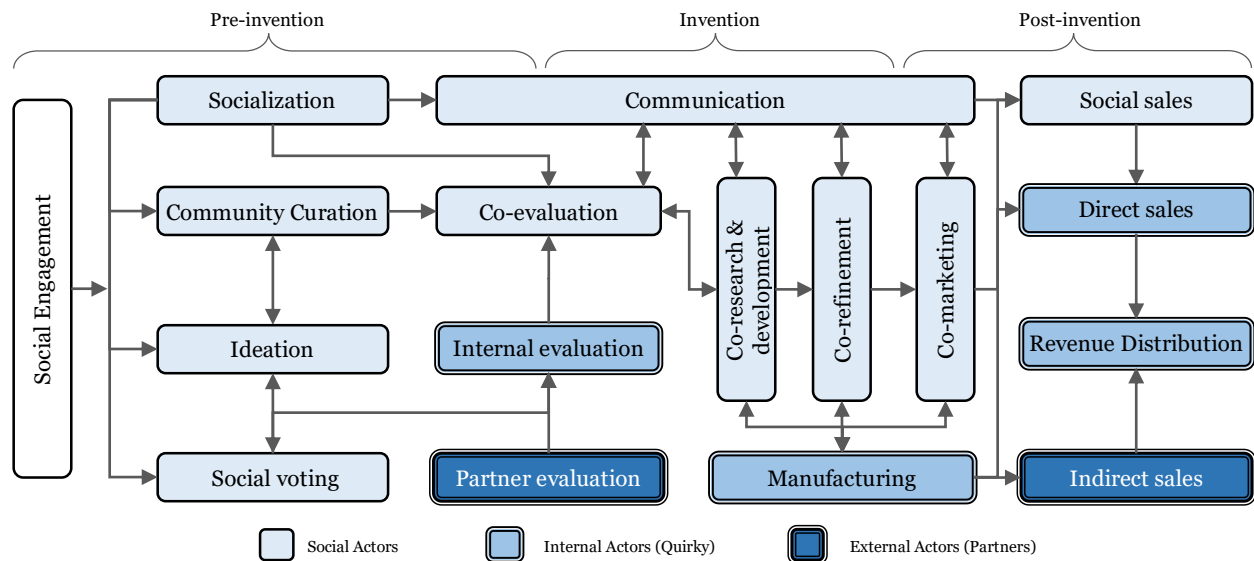 Pre-invention
Invention
Post-invention
Social Engagement
Socialization
Communication
Social sales
Community Curation
Co-evaluation
Co-research &
development
Co-refinement
Co-marketing
Direct sales
Ideation
Internal evaluation
Revenue Distribution
Social voting
Partner evaluation
Manufacturing
Indirect sales
Social Actors
Internal Actors (Quirky)
External Actors (Partners)